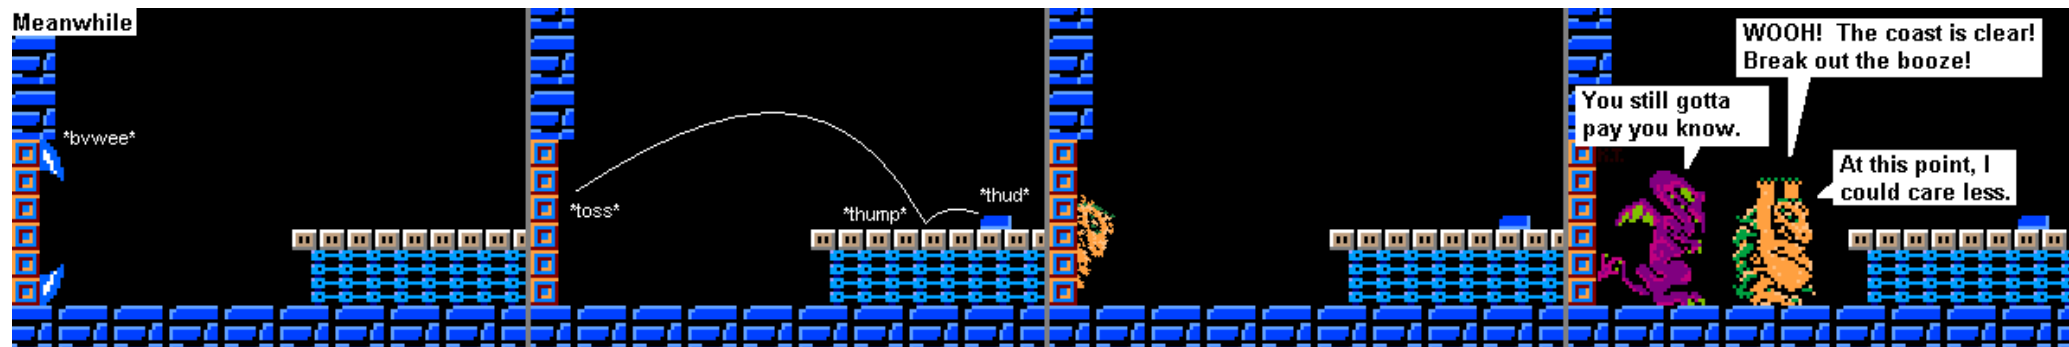 Meanwhile
*bvwee*
*toss*
*thump*
*thud*
WOOH!  The coast is clear!
Break out the booze!
You still gotta
pay you know.
At this point, I
could care less.